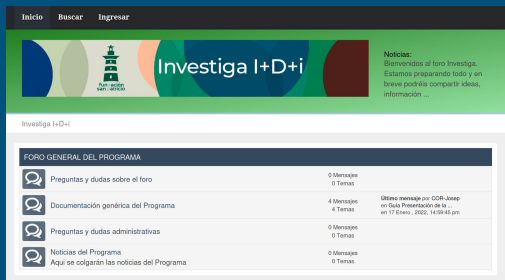 Inicio Buscar Ingresar
fundación
san patricio
Investiga I+D+i
Noticias:
Bienvenidos al foro Investiga.
Estamos preparando todo y en
breve podréis compartir ideas,
información ...
Investiga I+D+i
FORO GENERAL DEL PROGRAMA
Preguntas y dudas sobre el foro
0 Mensajes
0 Temas
Documentación genérica del Programa
4 Mensajes
4 Temas
Último mensaje por COR-Josep
en Guía Presentación de la ...
en 17 Enero , 2022, 14:59:45 pm
Preguntas y dudas administrativas
0 Mensajes
0 Temas
Noticias del Programa
Aqui se colgarán las noticias del Programa
0 Mensajes
0 Temas